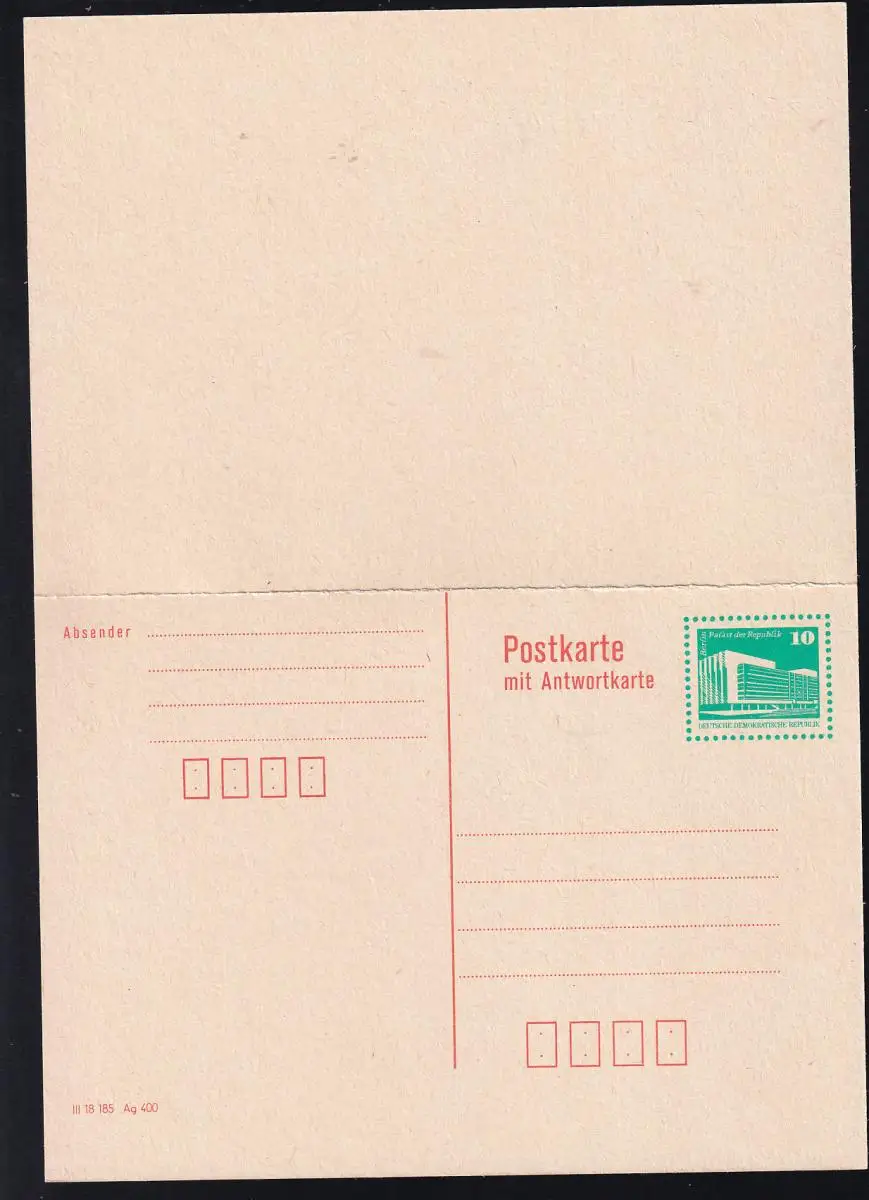 Absender
Postkarte
mit Antwortkarte
Berlin
Palast der Republik
10
DEUTSCHE DEMOKRATISCHE REPUBLIK
III 18 185 Ag 400